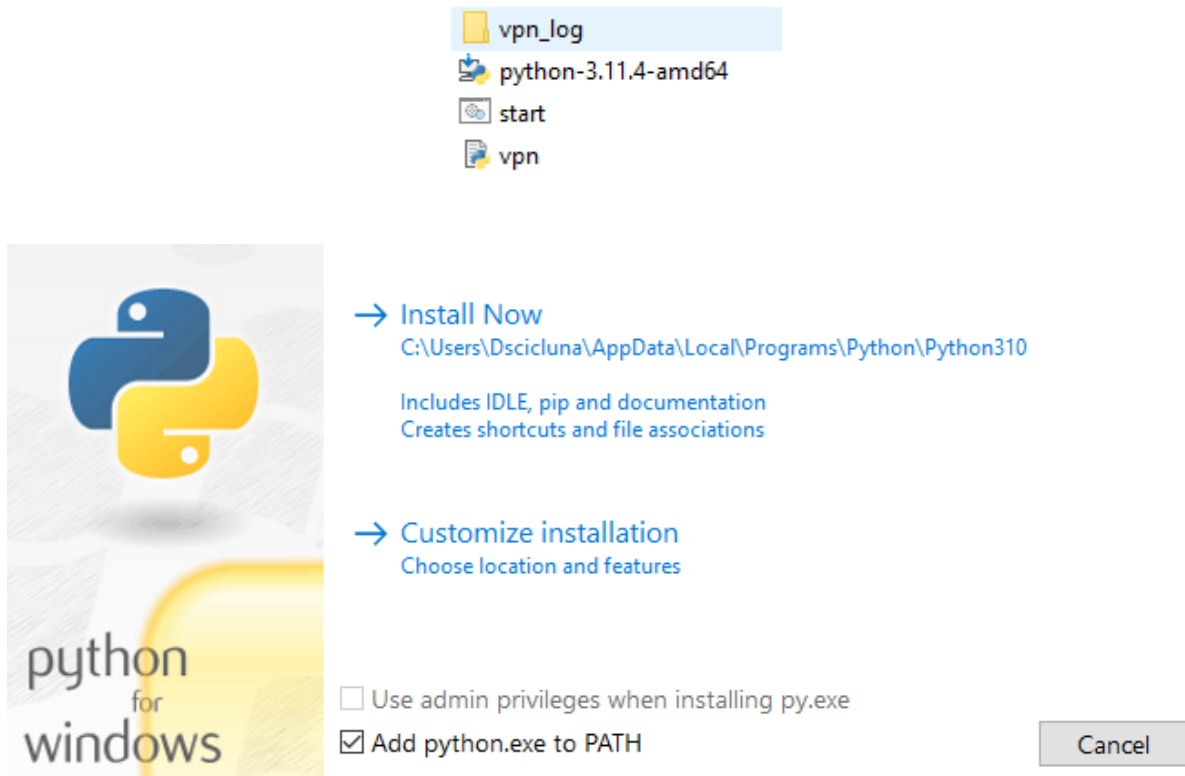 vpn_log
python-3.11.4-amd64
start
vpn
Install Now
C:\Users\Dscicluna\AppData\Local\Programs\Python\Python310
Includes IDLE, pip and documentation
Creates shortcuts and file associations
Customize installation
Choose location and features
python
for
windows
Use admin privileges when installing py.exe
Add python.exe to PATH
Cancel